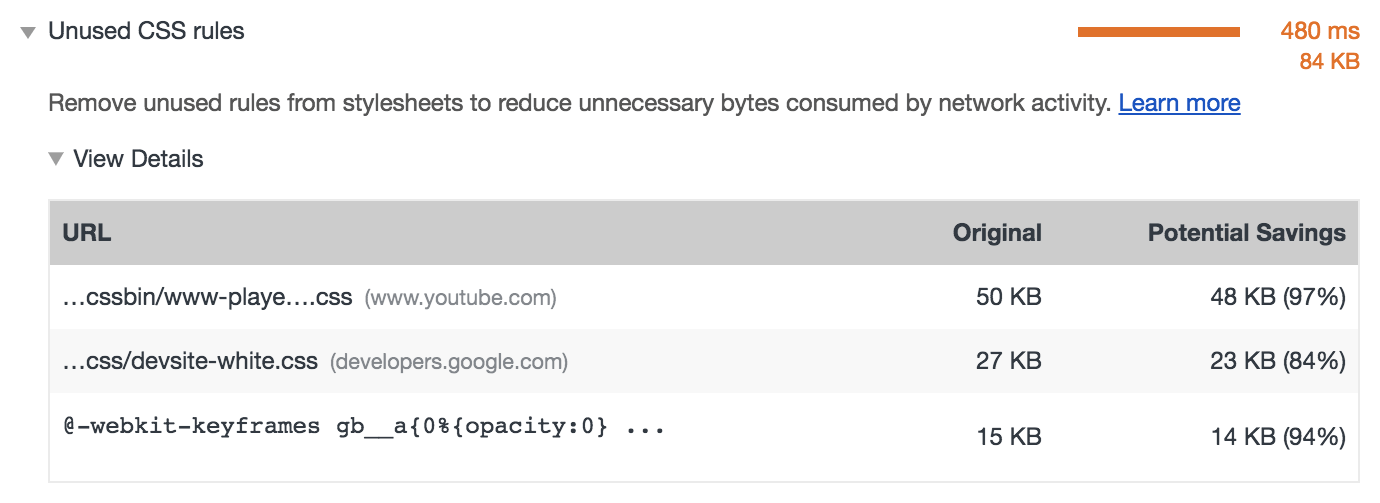 Unused CSS rules 480 ms
84 KB
Remove unused rules from stylesheets to reduce unnecessary bytes consumed by network activity. Learn more
View Details
URL Original Potential Savings
…cssbin/www-playe….css (www.youtube.com) 50 KB 48 KB (97%)
…css/devsite-white.css (developers.google.com) 27 KB 23 KB (84%)
@-webkit-keyframes gb__a{0%{opacity:0} ... 15 KB 14 KB (94%)